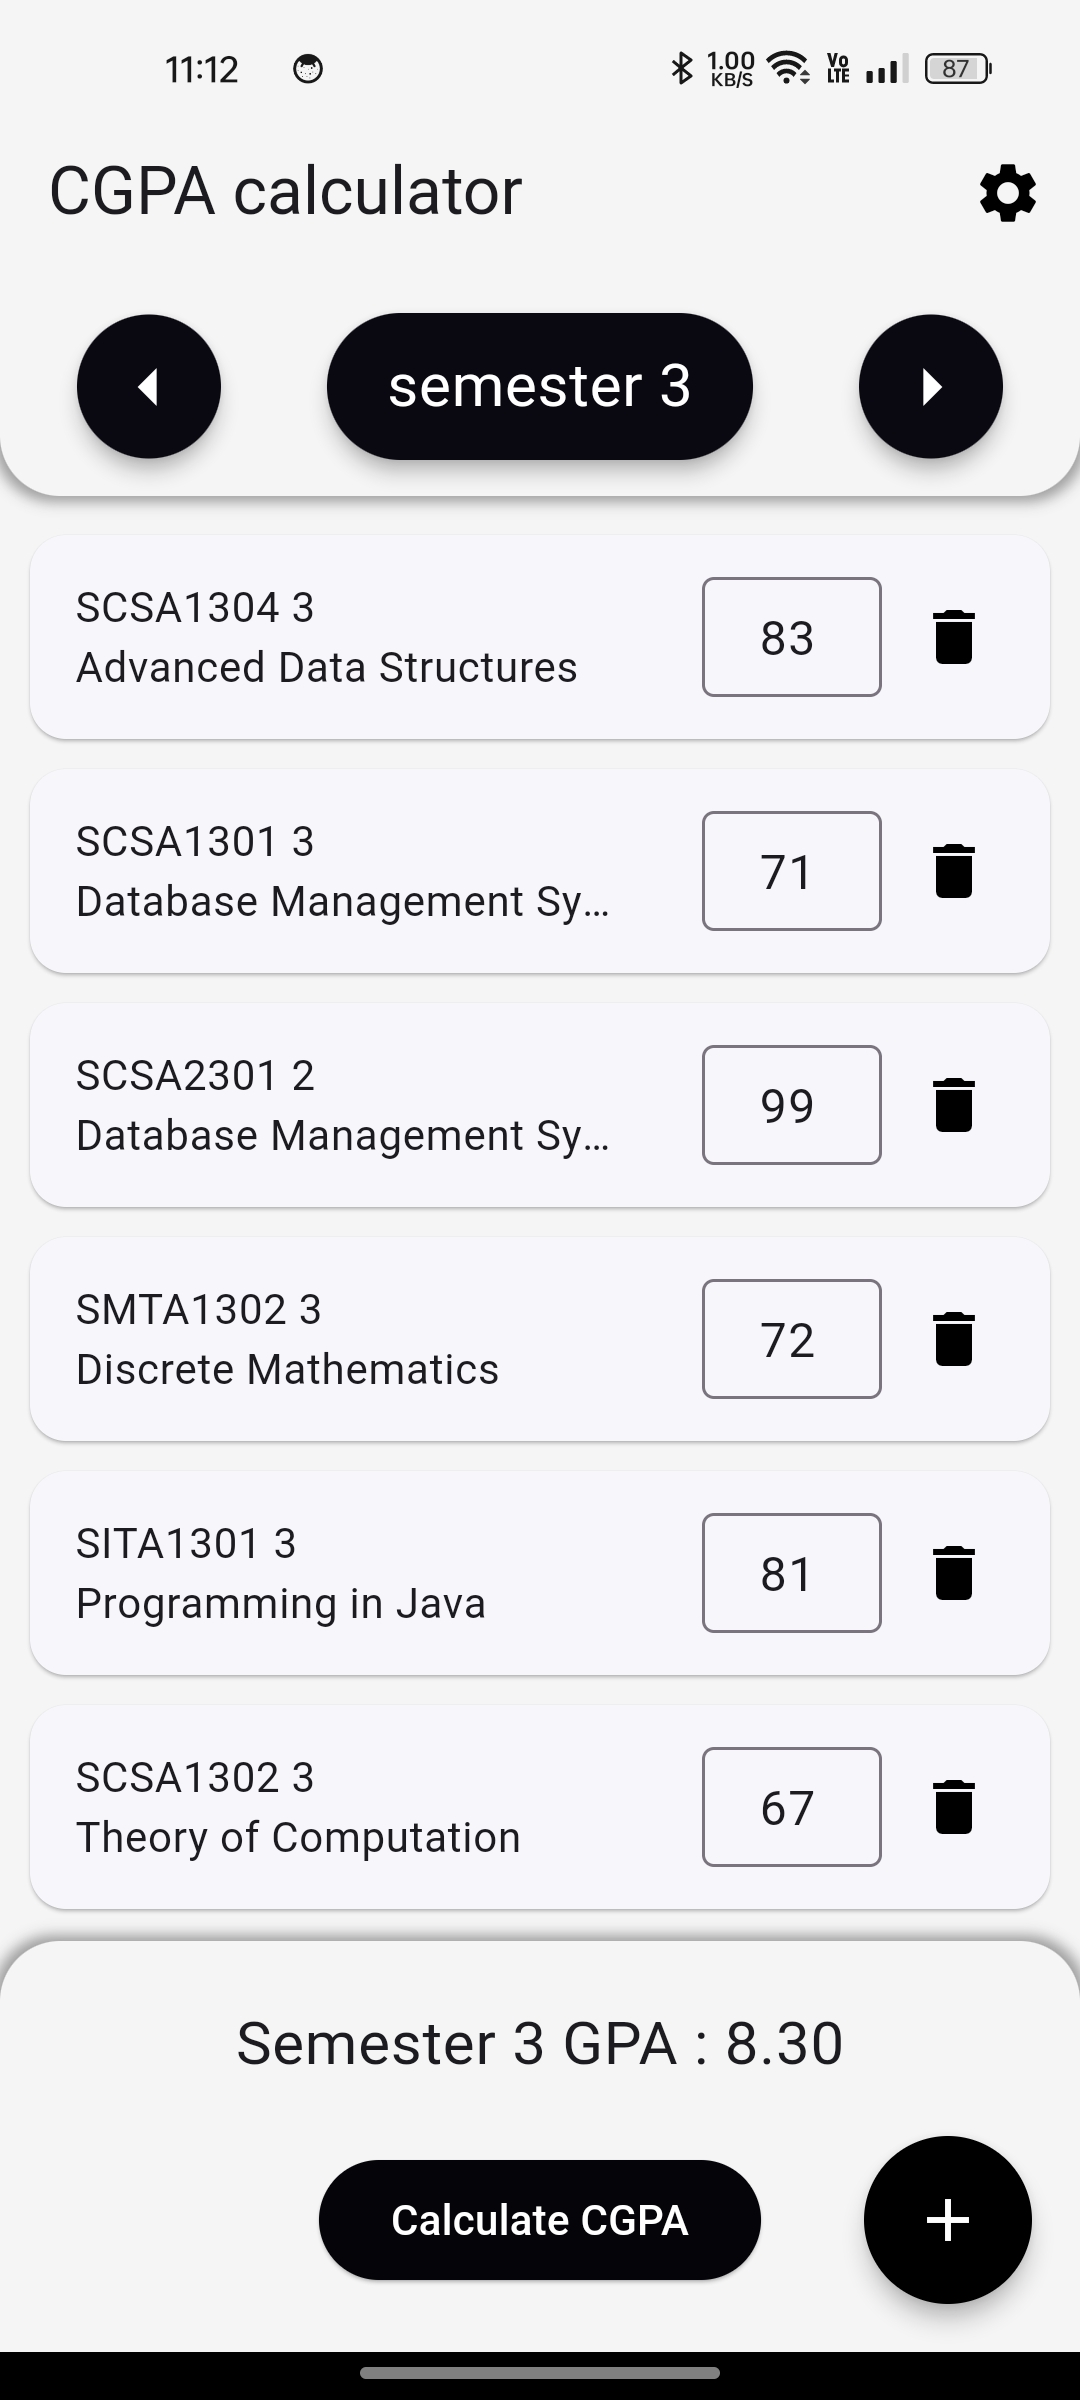 11:12
1.00
KB/S
Vo
LTE
87
CGPA calculator
semester 3
SCSA1304 3
Advanced Data Structures
83
SCSA1301 3
Database Management Sy...
71
SCSA2301 2
Database Management Sy...
99
SMTA1302 3
Discrete Mathematics
72
SITA1301 3
Programming in Java
81
SCSA1302 3
Theory of Computation
67
Semester 3 GPA : 8.30
Calculate CGPA